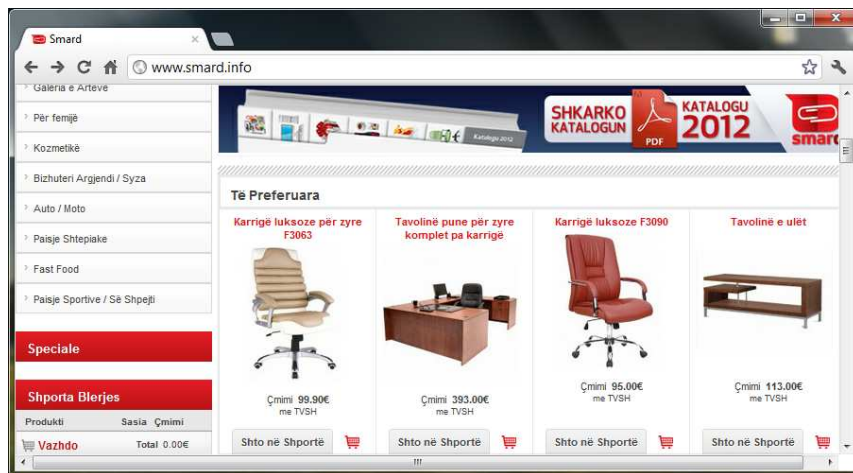 Smard
www.smard.info
Galeria e Arteve
Për femijë
Kozmetikë
Bizhuteri Argjendi / Syza
Auto / Moto
Paisje Shtepiake
Fast Food
Paisje Sportive / Së Shpejti
Speciale
Shporta Blerjes
Produkti Sasia Çmimi
Vazhdo Total 0.00€
Katalogu 2012
SHKARKO
KATALOGUN
PDF
KATALOGU
2012
smard
Të Preferuara
Karrigë luksoze për zyre
F3063
Çmimi 99.90€
me TVSH
Shto në Shportë
Tavolinë pune për zyre
komplet pa karrigë
Çmimi 393.00€
me TVSH
Shto në Shportë
Karrigë luksoze F3090
Çmimi 95.00€
me TVSH
Shto në Shportë
Tavolinë e ulët
Çmimi 113.00€
me TVSH
Shto në Shportë